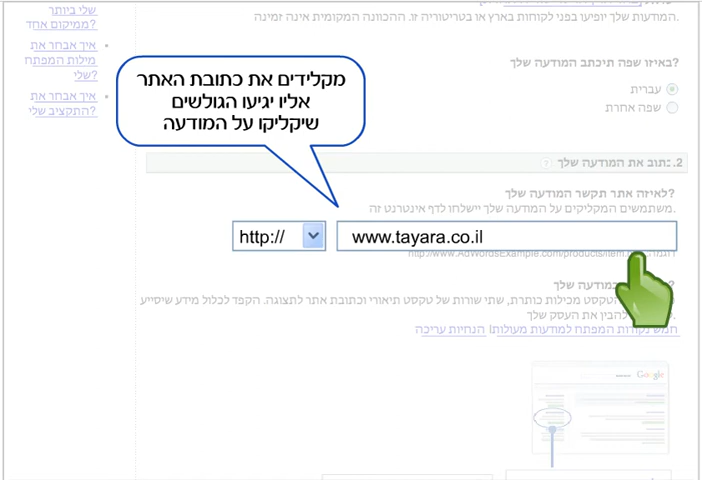 המודעות שלך יופיעו בפני לקוחות בארץ או בטריטוריה זו. ההכוונה המקומית אינה זמינה.
שלי ביותר
?ממיקום אחד
איך אבחר את
מילות המפתח
?שלי
איך אבחר את
?התקציב שלי
באיזו שפה תיכתב המודעה שלך?
עברית
שפה אחרת
מקלידים את כתובת האתר
אליו יגיעו הגולשים
שיקליקו על המודעה
2. כתוב את המודעה שלך
לאיזה אתר תקשר המודעה שלך?
משתמשים המקליקים על המודעה שלך יישלחו לדף אינטרנט זה.
http:// www.tayara.co.il
http://www.AdWordsExample.com/products/item
במודעה שלך
הטקסט מכילות כותרת, שתי שורות של טקסט תיאורי וכתובת אתר לתצוגה. הקפד לכלול מידע שיסייע
להבין את העסק שלך
חמש נקודות המפתח למודעות מעולות! הנחיות עריכה
Google